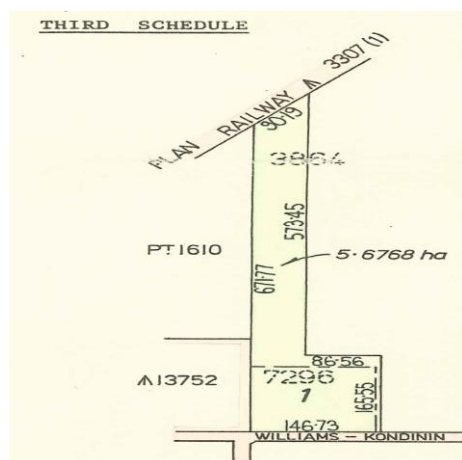 THIRD SCHEDULE
PLAN RAILWAY 3307 (1)
90·19
3864
573·45
PT 1610
5·6768 ha
671·77
86·56
13752
7296
1
165·55
146·73
WILLIAMS – KONDININ